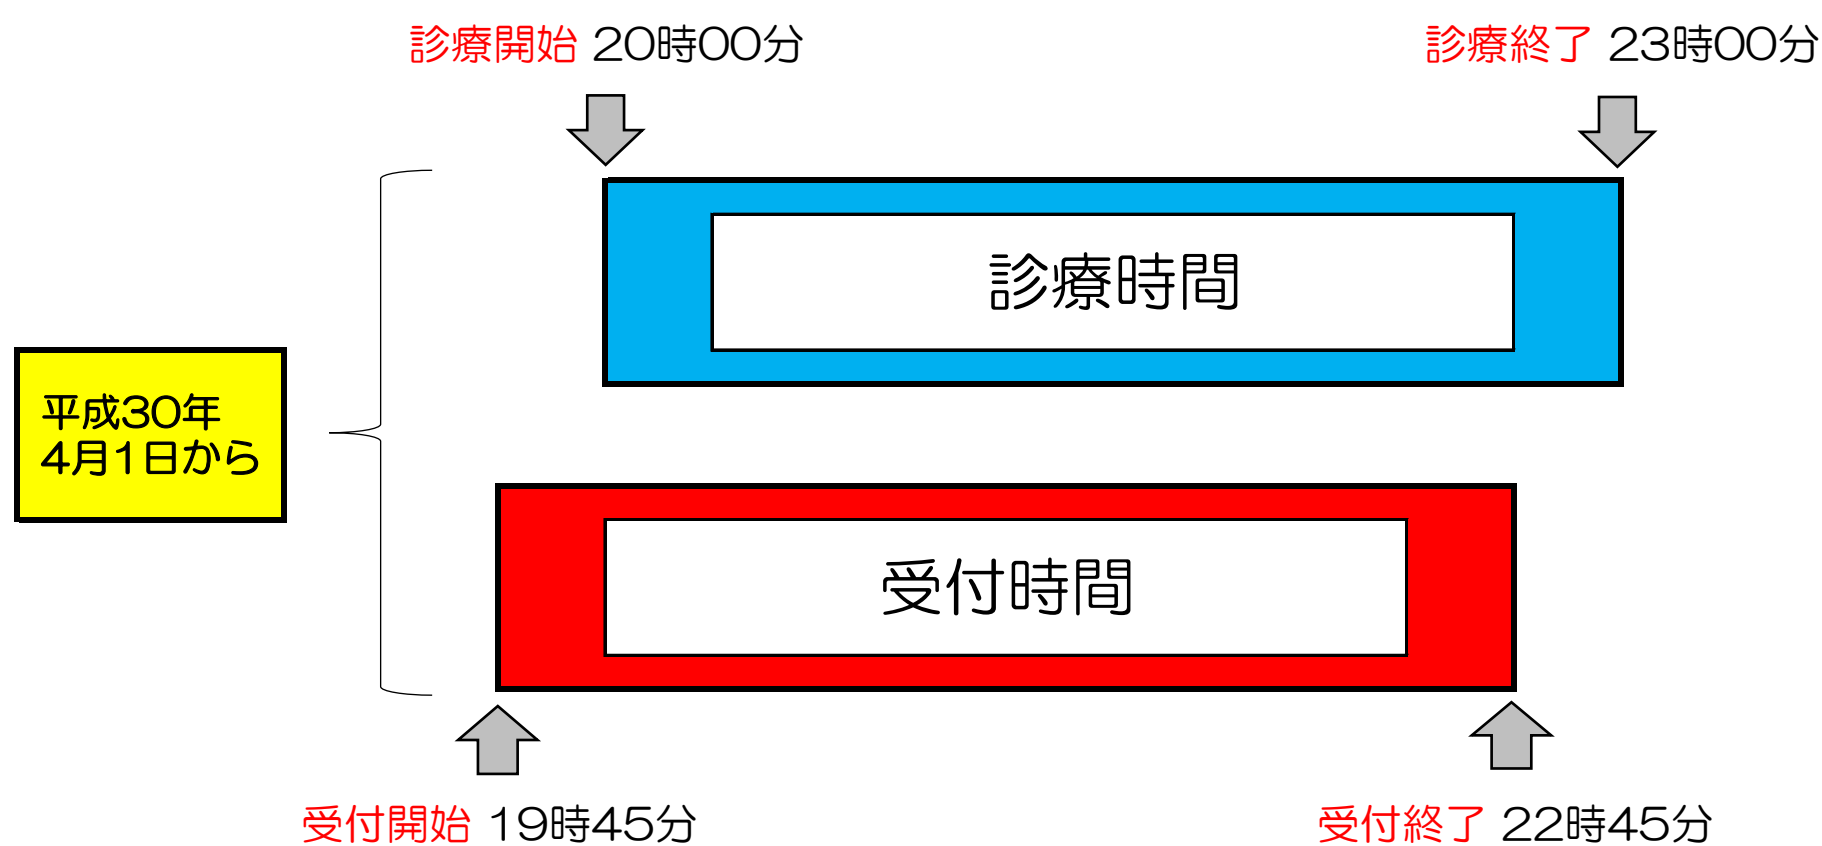 診療開始 20時00分
診療終了 23時00分
診療時間
平成30年
4月1日から
受付時間
受付開始 19時45分
受付終了 22時45分